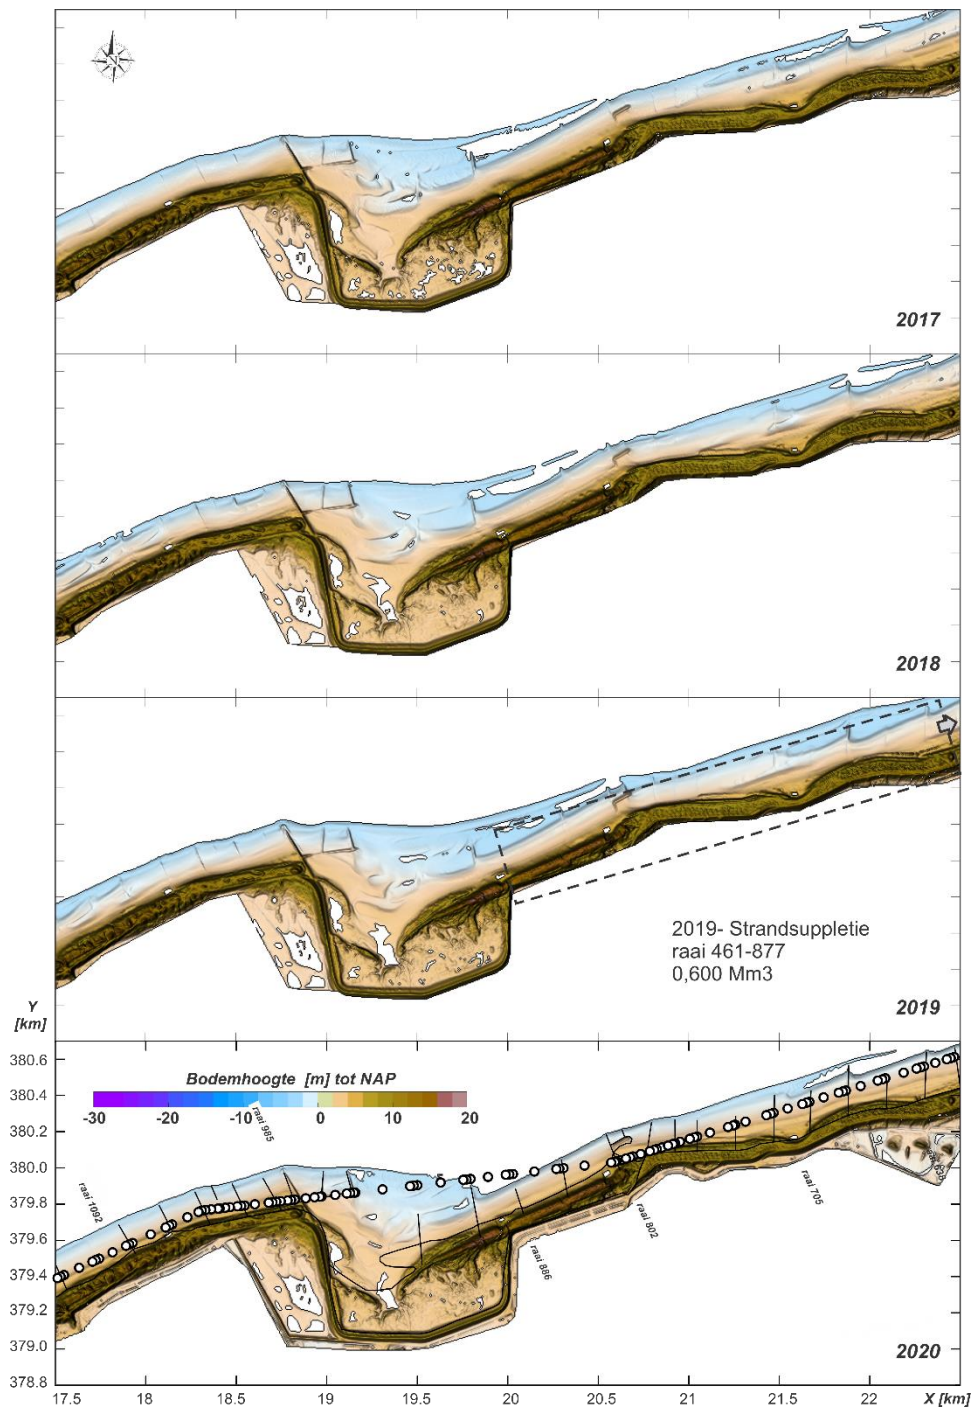 N
2017
2018
2019- Strandsuppletie
raai 461-877
0,600 Mm3
2019
Y
[km]
380.6
380.4
380.2
380.0
379.8
379.6
379.4
379.2
379.0
378.8
Bodemhoogte [m] tot NAP
-30 -20 -10 0 10 20
raai 985
raai 1092
raai 886
raai 802
raai 705
2020
17.5 18 18.5 19 19.5 20 20.5 21 21.5 22 X [km]